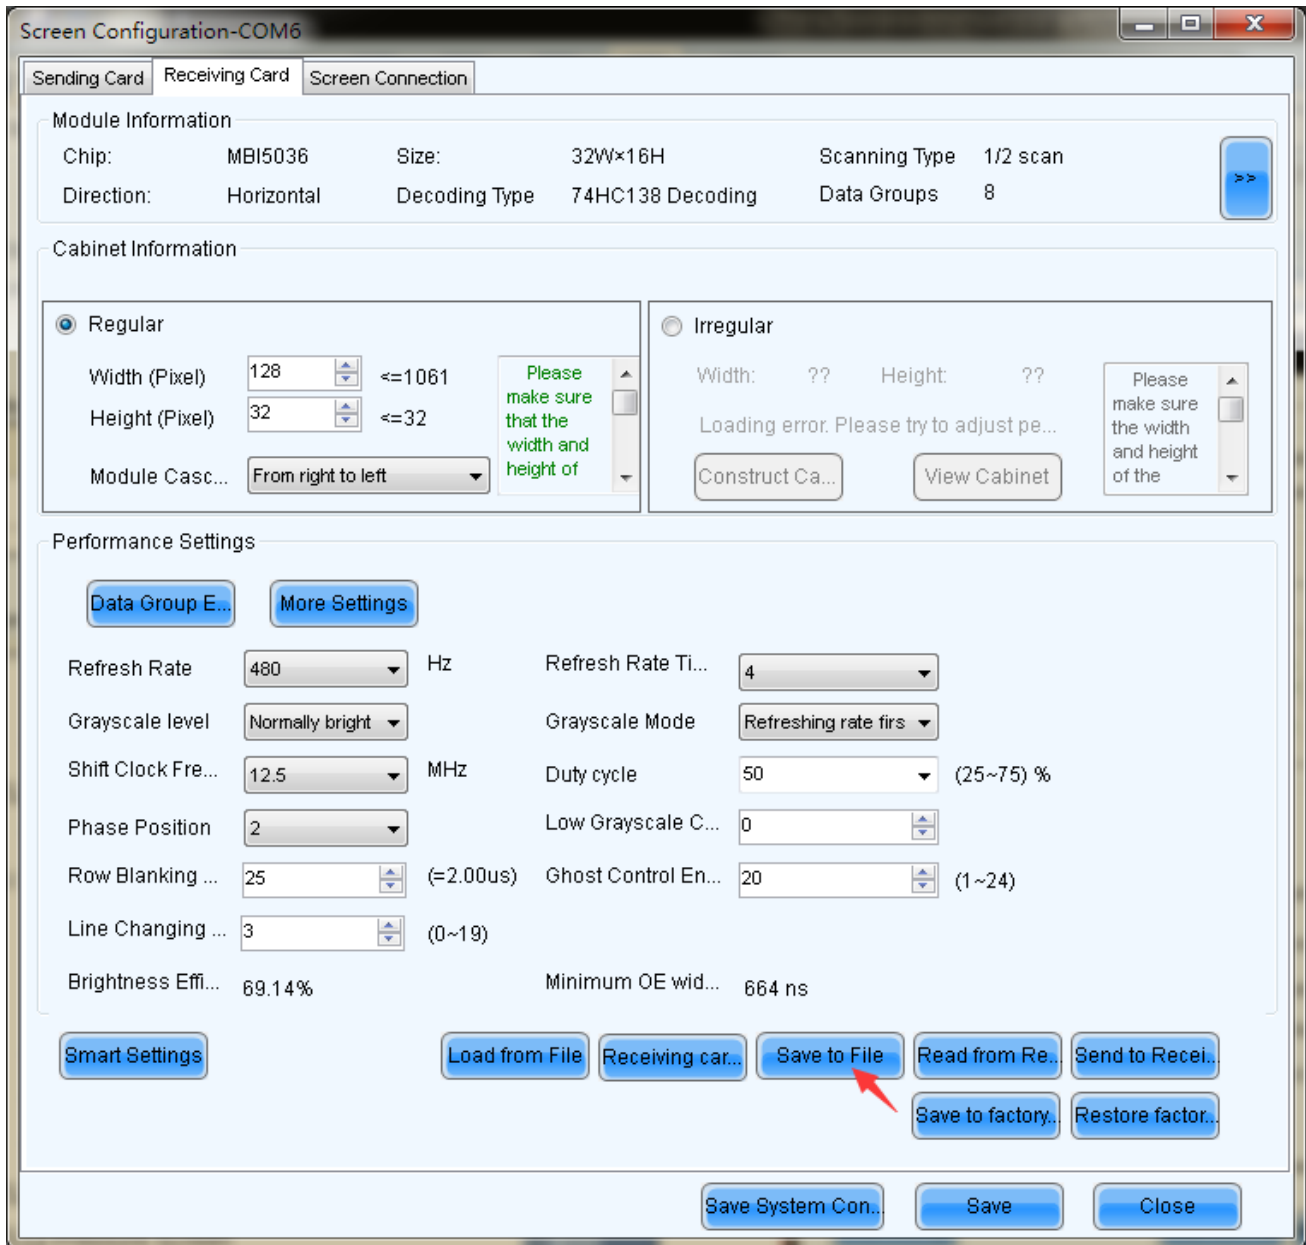 Screen Configuration-COM6
Sending Card Receiving Card Screen Connection
Module Information
Chip: MBI5036 Size: 32W×16H Scanning Type 1/2 scan
>>
Direction: Horizontal Decoding Type 74HC138 Decoding Data Groups 8
Cabinet Information
Regular
Width (Pixel) 128 <=1061
Height (Pixel) 32 <=32
Module Casc... From right to left
Please
make sure
that the
width and
height of
Irregular
Width: ?? Height: ??
Loading error. Please try to adjust pe...
Construct Ca... View Cabinet
Please
make sure
the width
and height
of the
Performance Settings
Data Group E... More Settings
Refresh Rate 480 Hz Refresh Rate Ti... 4
Grayscale level Normally bright Grayscale Mode Refreshing rate firs
Shift Clock Fre... 12.5 MHz Duty cycle 50 (25~75) %
Phase Position 2 Low Grayscale C... 0
Row Blanking ... 25 (=2.00us) Ghost Control En... 20 (1~24)
Line Changing ... 3 (0~19)
Brightness Effi... 69.14% Minimum OE wid... 664 ns
Smart Settings Load from File Receiving car... Save to File Read from Re... Send to Recei...
Save to factory... Restore factor...
Save System Con... Save Close